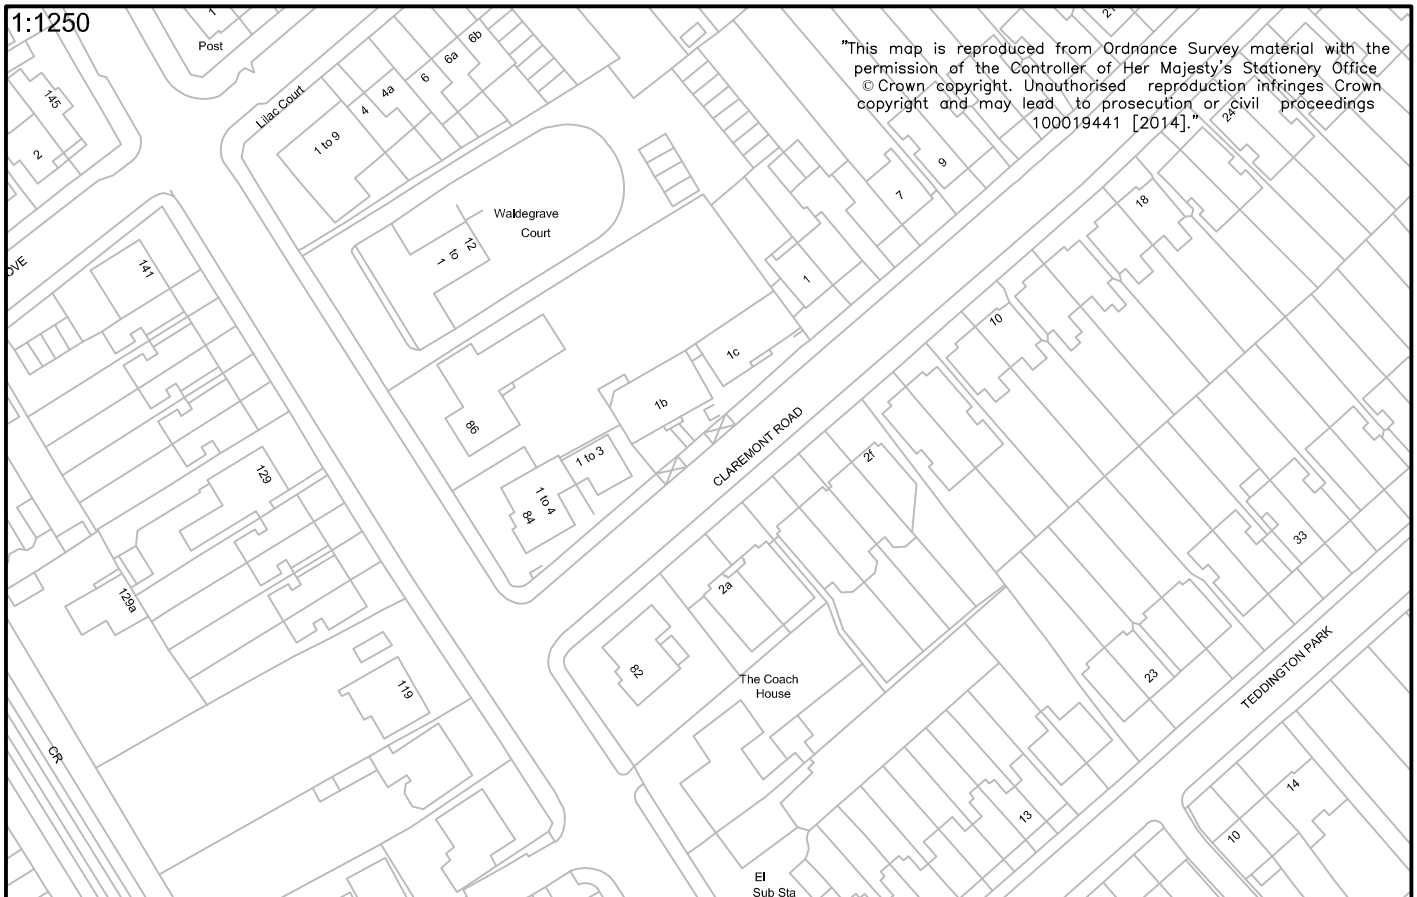 1:1250
Post
1
6b
6a
6
4a
4
Lilac Court
1 to 9
145
2
21
"This map is reproduced from Ordnance Survey material with the
permission of the Controller of Her Majesty's Stationery Office
© Crown copyright. Unauthorised reproduction infringes Crown
copyright and may lead to prosecution or civil proceedings
100019441 [2014]."
24
9
7
18
Waldegrave
Court
1 to 12
OVE
141
1
10
1c
1b
1 to 3
86
CLAREMONT ROAD
2f
129
1 to 4
84
33
129a
2a
82
The Coach
House
119
23
TEDDINGTON PARK
CR
14
13
10
El
Sub Sta